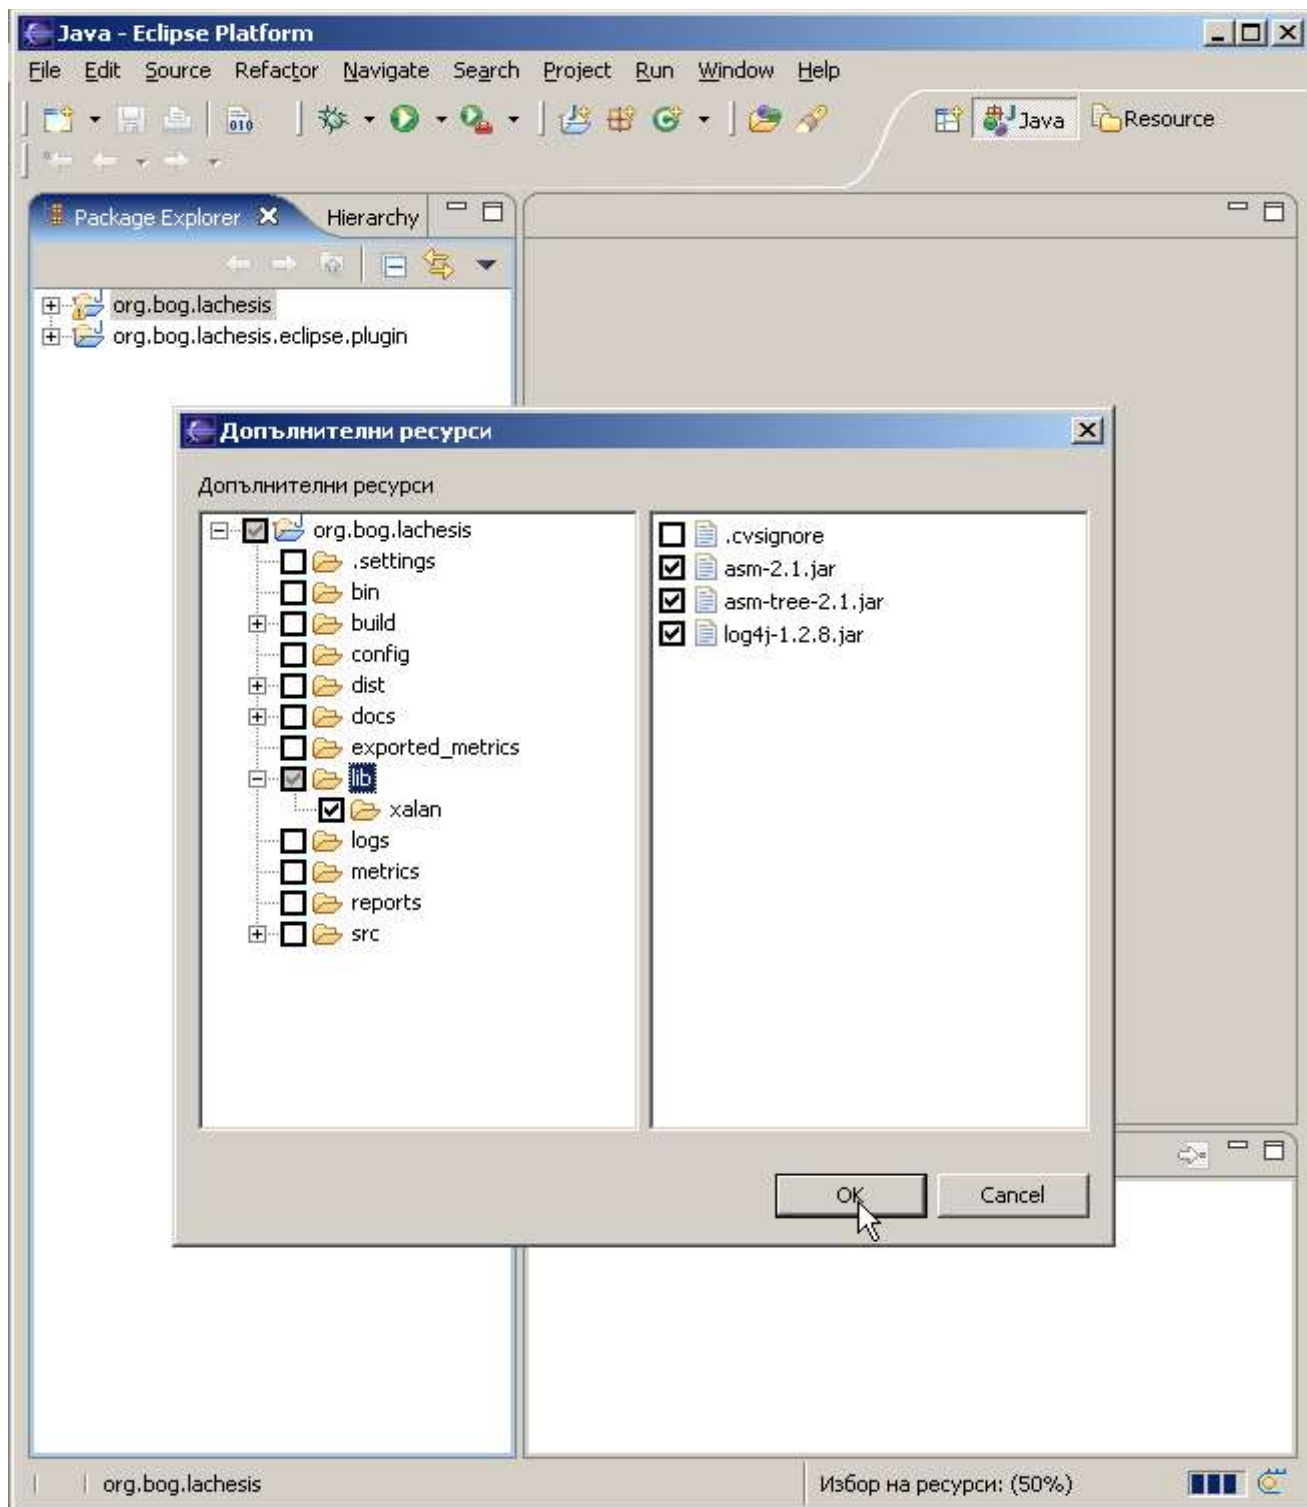 Java - Eclipse Platform
File Edit Source Refactor Navigate Search Project Run Window Help
010
Java Resource
Package Explorer Hierarchy
org.bog.lachesis
org.bog.lachesis.eclipse.plugin
Допълнителни ресурси
Допълнителни ресурси
org.bog.lachesis
.settings
bin
build
config
dist
docs
exported_metrics
lib
xalan
logs
metrics
reports
src
.cvsignore
asm-2.1.jar
asm-tree-2.1.jar
log4j-1.2.8.jar
OK Cancel
org.bog.lachesis
Избор на ресурси: (50%)